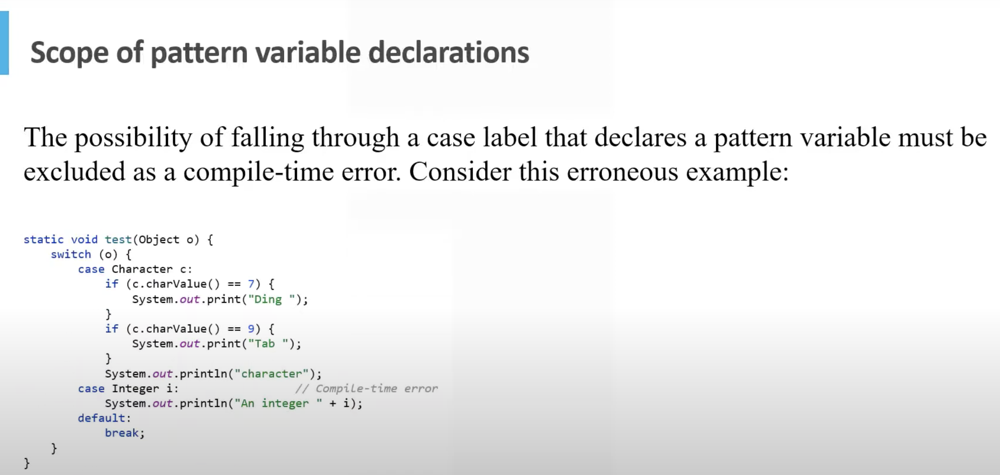 Scope of pattern variable declarations
The possibility of falling through a case label that declares a pattern variable must be
excluded as a compile-time error. Consider this erroneous example:
static void test(Object o) {
    switch (o) {
        case Character c:
            if (c.charValue() == 7) {
                System.out.print("Ding ");
            }
            if (c.charValue() == 9) {
                System.out.print("Tab ");
            }
            System.out.println("character");
        case Integer i:                 // Compile-time error
            System.out.println("An integer " + i);
        default:
            break;
    }
}